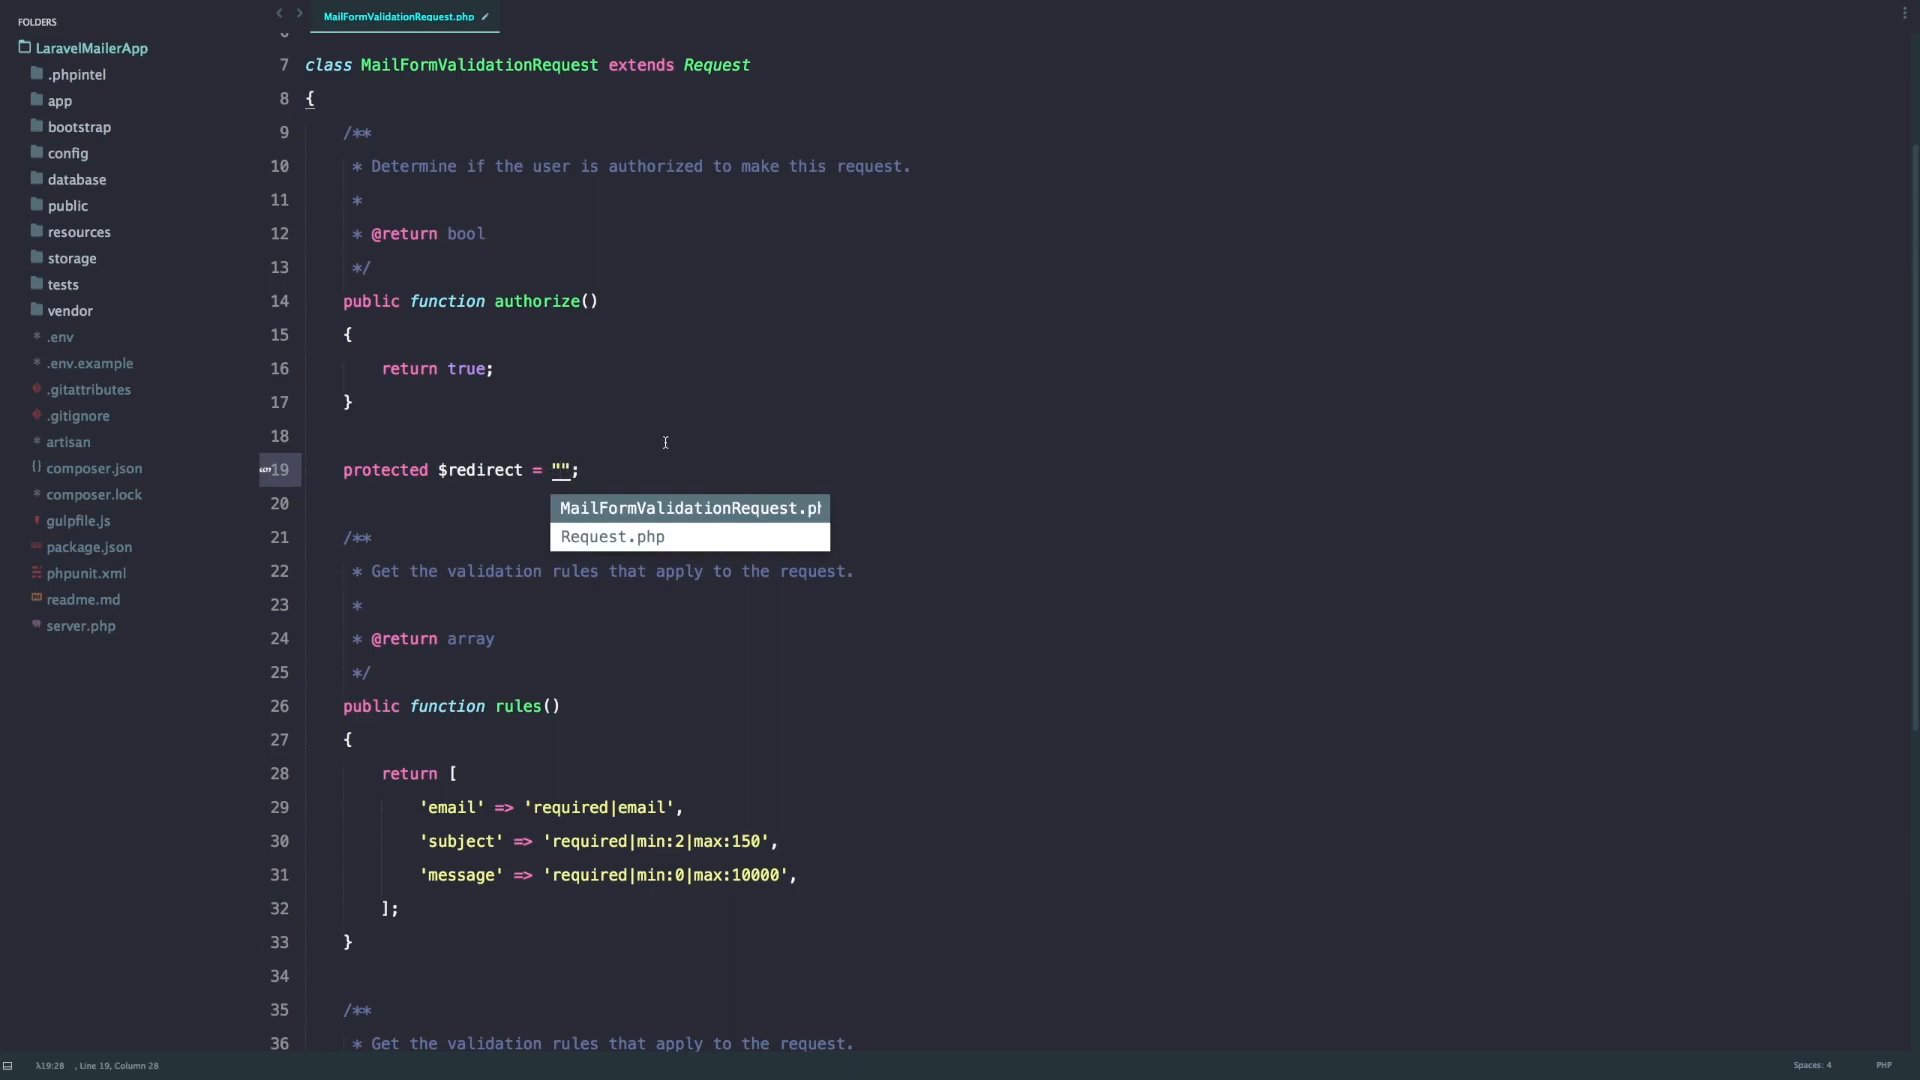 FOLDERS
LaravelMailerApp
.phpintel
app
bootstrap
config
database
public
resources
storage
tests
vendor
.env
.env.example
.gitattributes
.gitignore
artisan
composer.json
composer.lock
gulpfile.js
package.json
phpunit.xml
readme.md
server.php
MailFormValidationRequest.php
7 class MailFormValidationRequest extends Request
8 {
9 /**
10 * Determine if the user is authorized to make this request.
11 *
12 * @return bool
13 */
14 public function authorize()
15 {
16 return true;
17 }
18
19 protected $redirect = "";
20
MailFormValidationRequest.ph
Request.php
21 /**
22 * Get the validation rules that apply to the request.
23 *
24 * @return array
25 */
26 public function rules()
27 {
28 return [
29 'email' => 'required|email',
30 'subject' => 'required|min:2|max:150',
31 'message' => 'required|min:0|max:10000',
32 ];
33 }
34
35 /**
36 * Get the validation rules that apply to the request.
λ19:28 , Line 19, Column 28
Spaces: 4
PHP